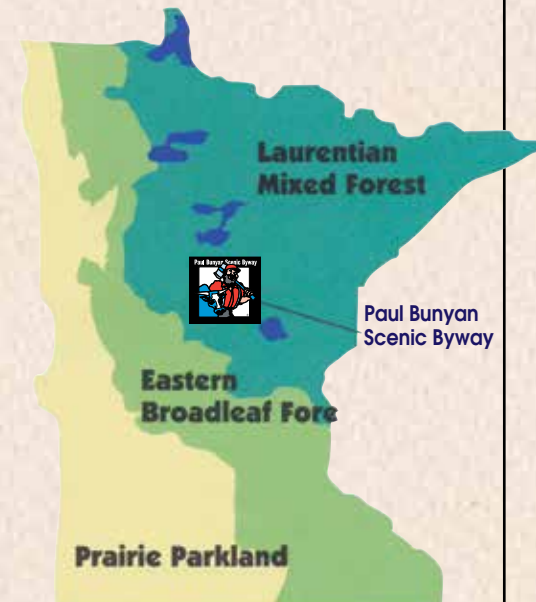 Laurentian
Mixed Forest
Paul Bunyan Scenic Byway
Paul Bunyan
Scenic Byway
Eastern
Broadleaf Fore
Prairie Parkland